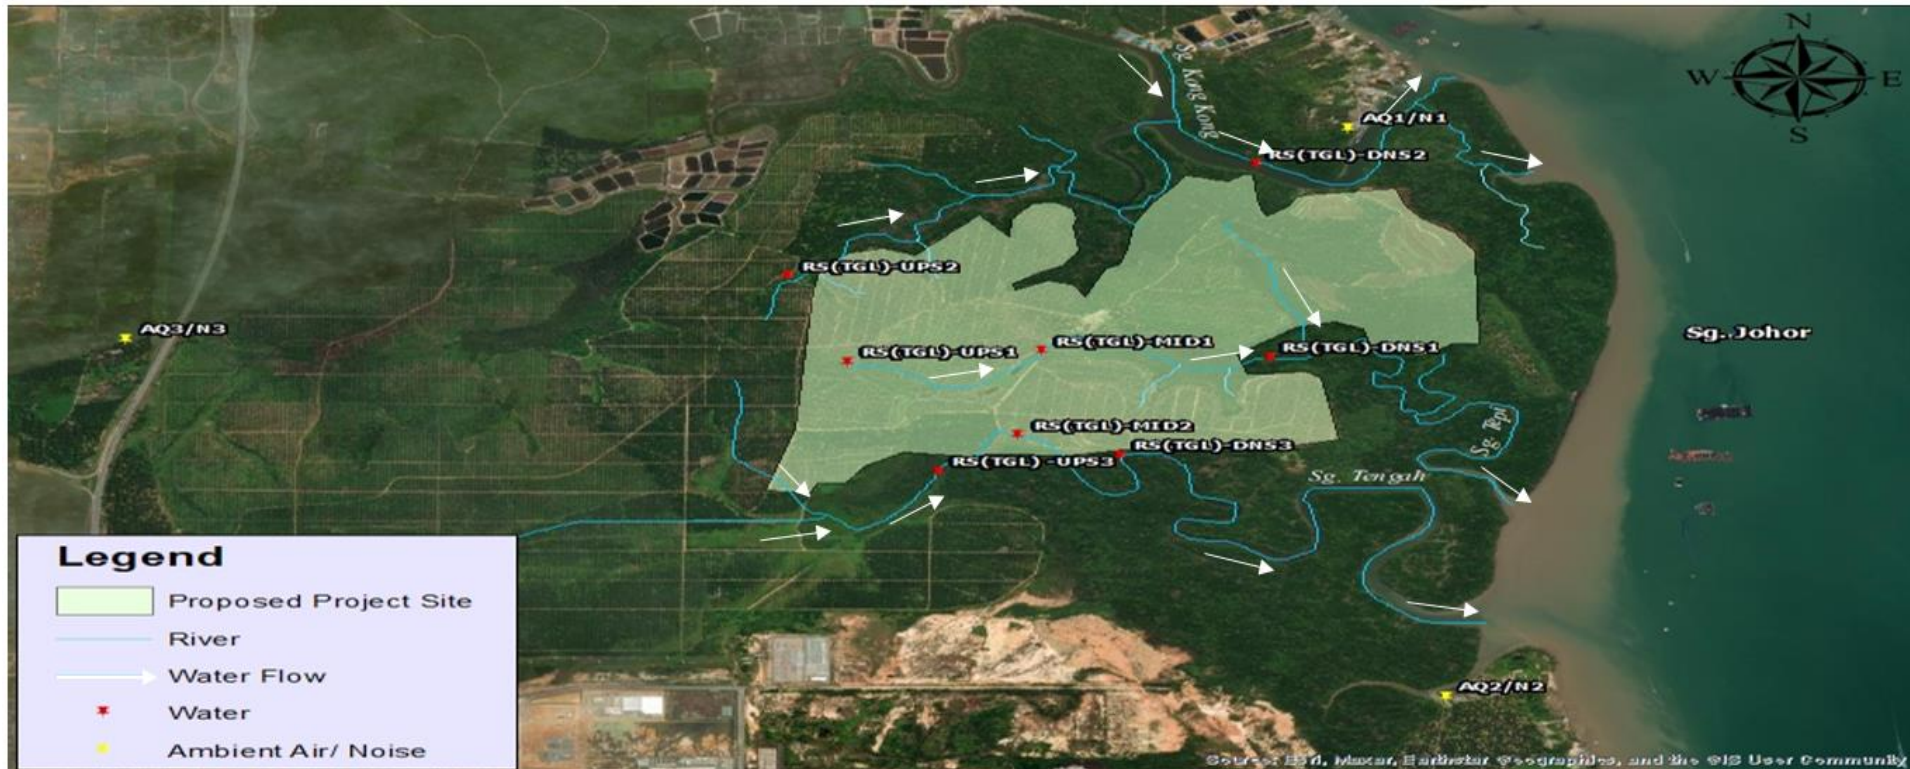 N
W E
S
Sg. Kong Kong
AQ1/N1
RS(TGL)-DNS2
RS(TGL)-UPS2
AQ3/N3
Sg. Johor
RS(TGL)-UPS1
RS(TGL)-MID1
RS(TGL)-DNS1
Sg. Tepi
RS(TGL)-MID2
RS(TGL)-DNS3
RS(TGL) -UPS3
Sg. Tengah
AQ2/N2
Legend
Proposed Project Site
River
Water Flow
Water
Ambient Air/ Noise
Source: Esri, Maxar, Earthstar Geographics, and the GIS User Community